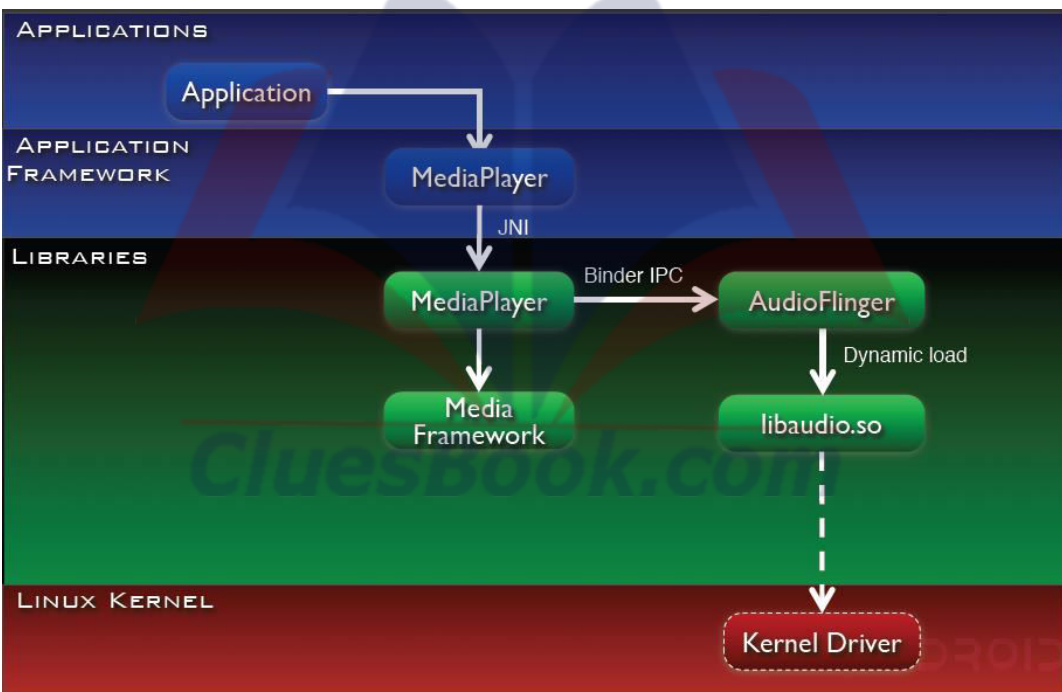 APPLICATIONS
Application
APPLICATION
FRAMEWORK
MediaPlayer
JNI
LIBRARIES
MediaPlayer
Binder IPC
AudioFlinger
Dynamic load
Media
Framework
libaudio.so
CluesBook.com
LINUX KERNEL
Kernel Driver